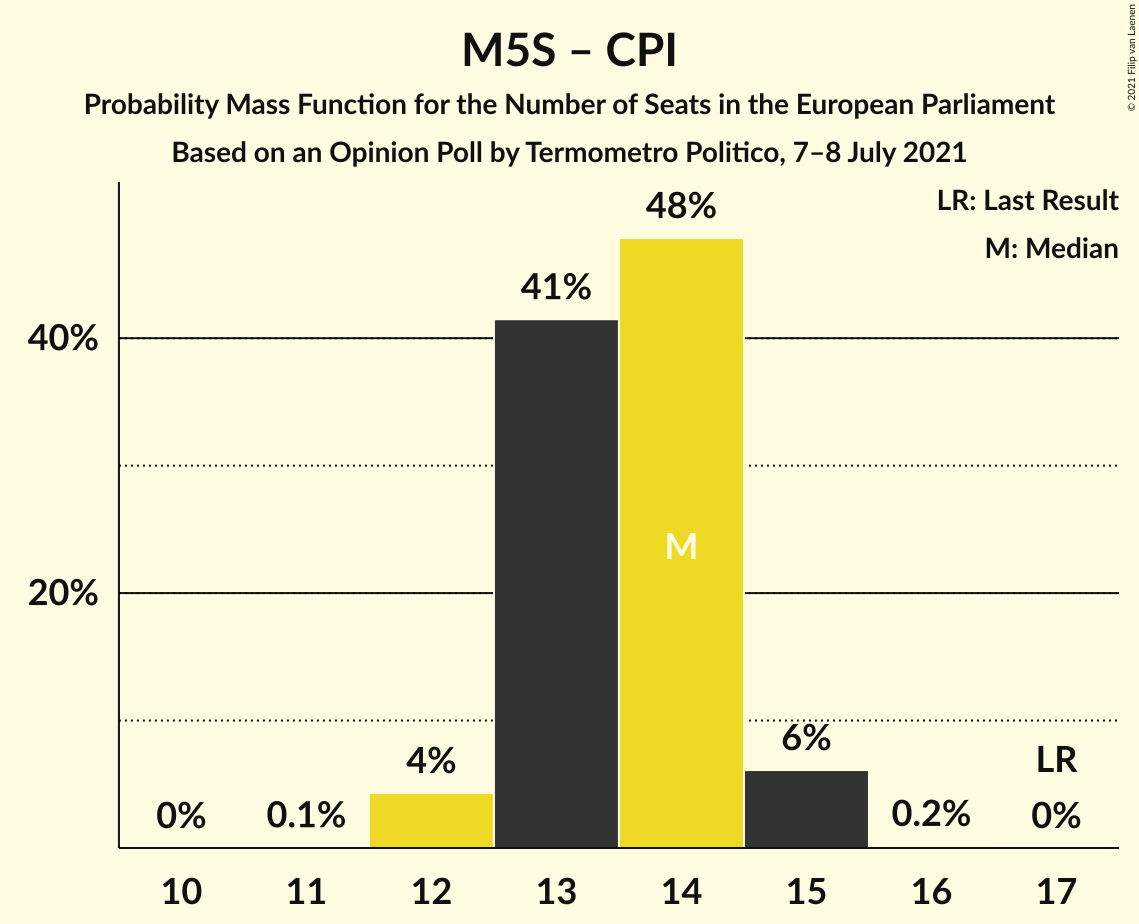 M5S – CPI
Probability Mass Function for the Number of Seats in the European Parliament
Based on an Opinion Poll by Termometro Politico, 7–8 July 2021
© 2021 Filip van Laenen
LR: Last Result
M: Median
40%
20%
0%
0.1%
4%
41%
48%
M
6%
0.2%
LR
0%
10 11 12 13 14 15 16 17